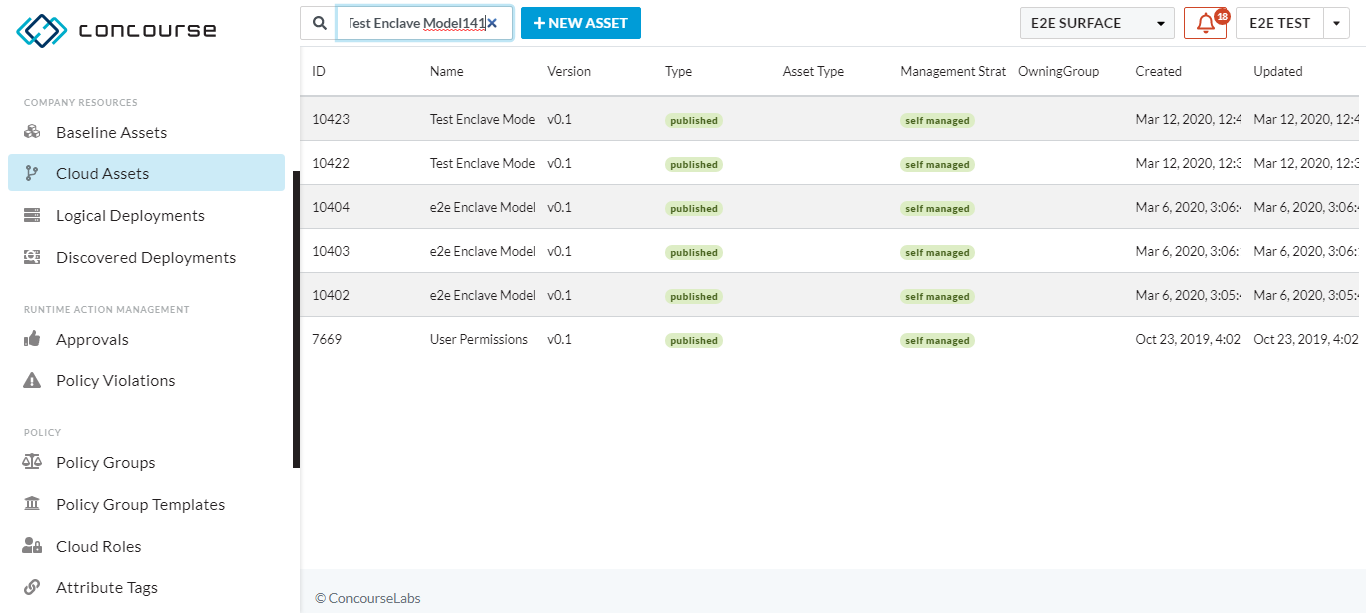 concourse
Test Enclave Model141
+ NEW ASSET
E2E SURFACE
18
E2E TEST
COMPANY RESOURCES
Baseline Assets
Cloud Assets
Logical Deployments
Discovered Deployments
RUNTIME ACTION MANAGEMENT
Approvals
Policy Violations
POLICY
Policy Groups
Policy Group Templates
Cloud Roles
Attribute Tags
ID Name Version Type Asset Type Management Strat OwningGroup Created Updated
10423 Test Enclave Mode v0.1 published self managed Mar 12, 2020, 12:4 Mar 12, 2020, 12:4
10422 Test Enclave Mode v0.1 published self managed Mar 12, 2020, 12:3 Mar 12, 2020, 12:3
10404 e2e Enclave Model v0.1 published self managed Mar 6, 2020, 3:06:4 Mar 6, 2020, 3:06:4
10403 e2e Enclave Model v0.1 published self managed Mar 6, 2020, 3:06: Mar 6, 2020, 3:06:
10402 e2e Enclave Model v0.1 published self managed Mar 6, 2020, 3:05:4 Mar 6, 2020, 3:05:4
7669 User Permissions v0.1 published self managed Oct 23, 2019, 4:02 Oct 23, 2019, 4:02
© ConcourseLabs